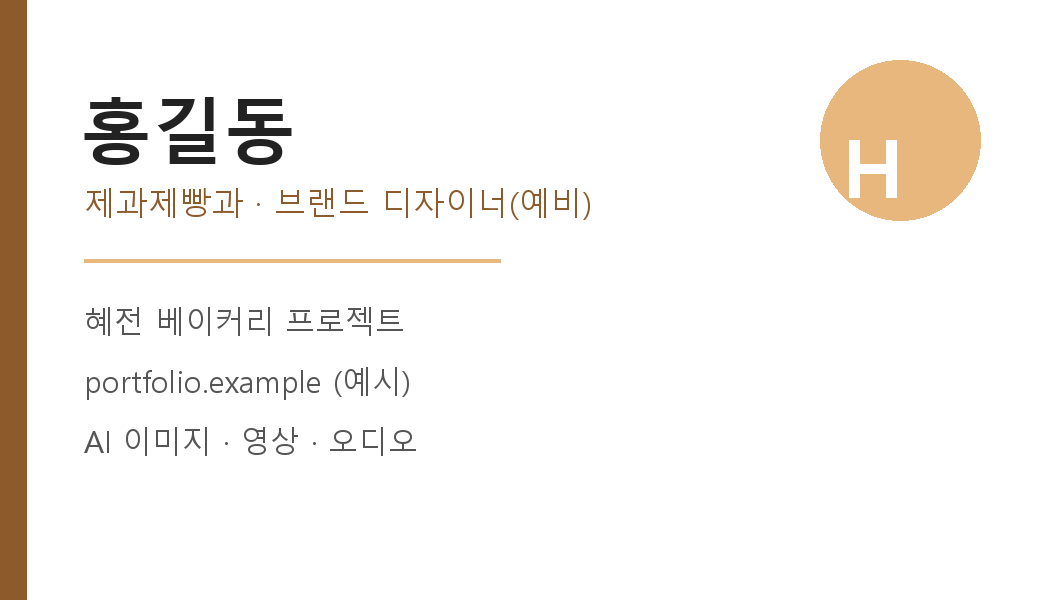 홍길동
제과제빵과 · 브랜드 디자이너(예비)
H
혜전 베이커리 프로젝트
portfolio.example (예시)
AI 이미지 · 영상 · 오디오